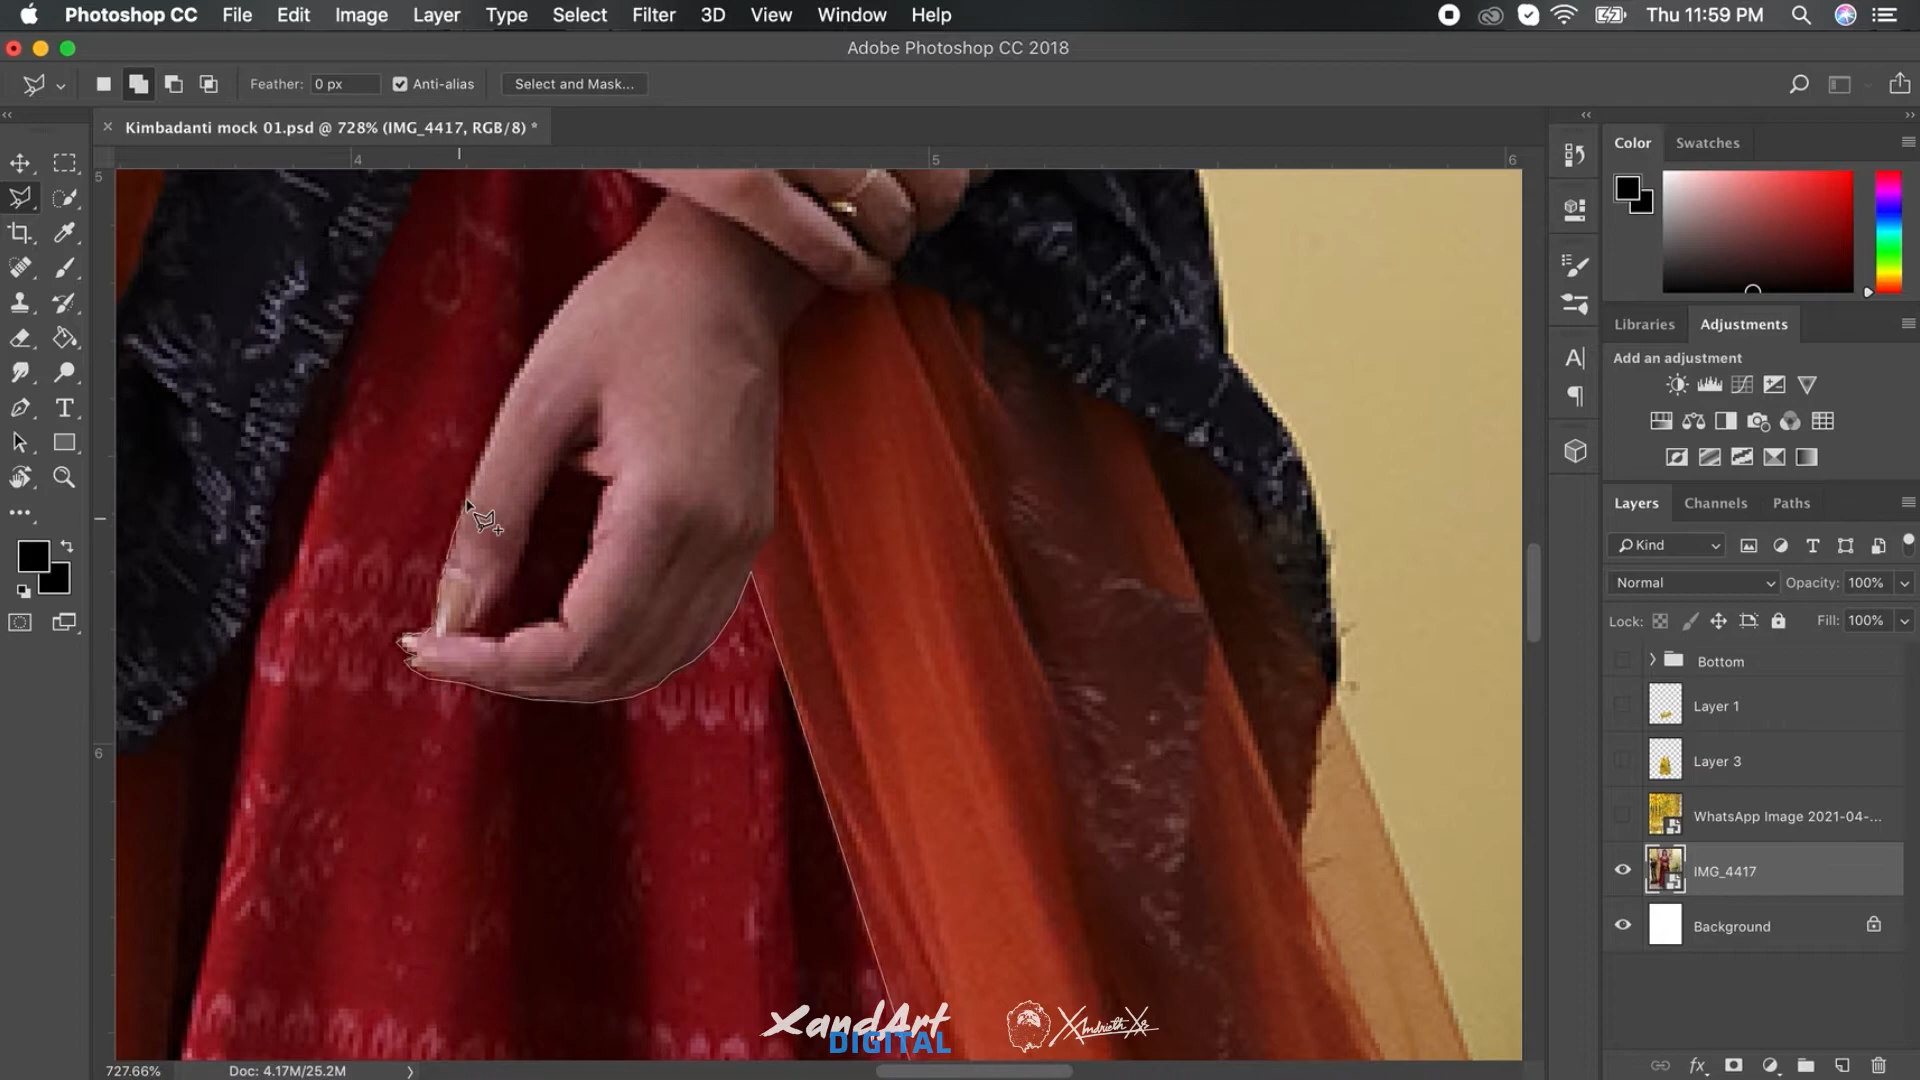 Photoshop CC File Edit Image Layer Type Select Filter 3D View Window Help Thu 11:59 PM
Adobe Photoshop CC 2018
Feather: 0 px Anti-alias Select and Mask...
Kimbadanti mock 01.psd @ 728% (IMG_4417, RGB/8) *
4 5 6
5
6
Color Swatches
Libraries Adjustments
Add an adjustment
Layers Channels Paths
Kind
Normal Opacity: 100%
Lock: Fill: 100%
Bottom
Layer 1
Layer 3
WhatsApp Image 2021-04-...
IMG_4417
Background
XandArt
DIGITAL
727.66% Doc: 4.17M/25.2M